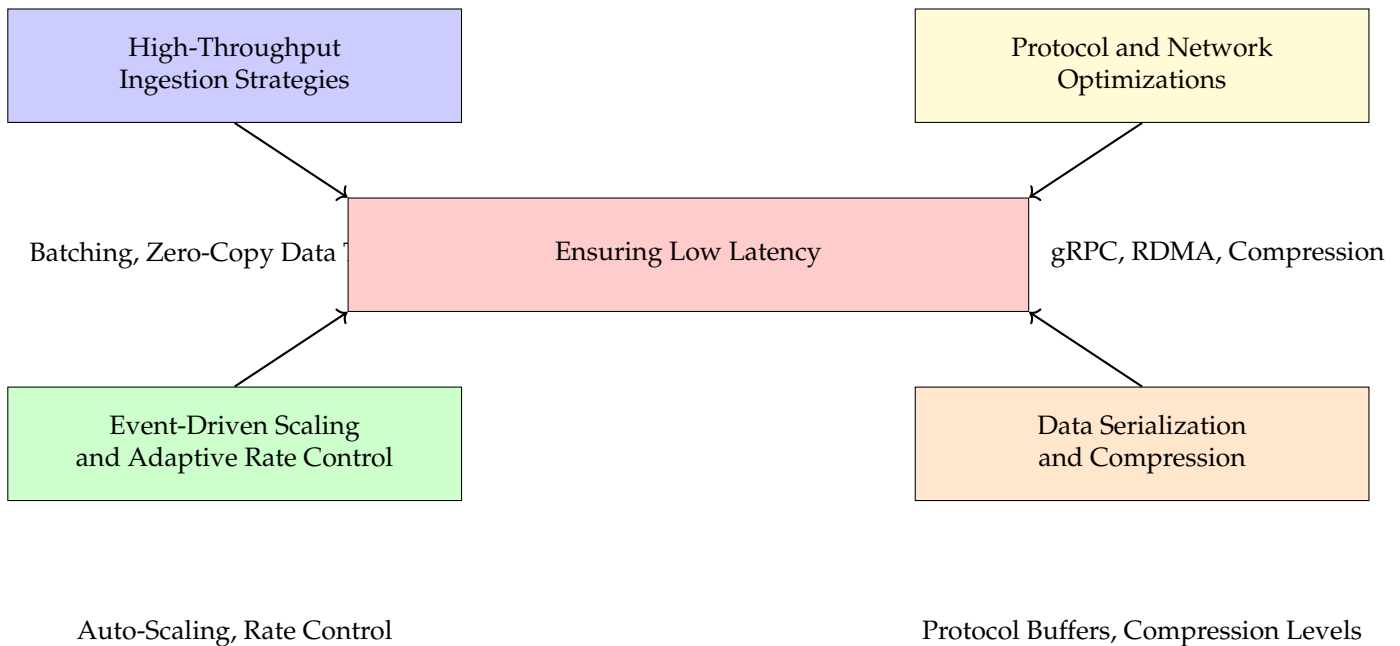 High-Throughput
Ingestion Strategies
Protocol and Network
Optimizations
Batching, Zero-Copy Data
Ensuring Low Latency
gRPC, RDMA, Compression
Event-Driven Scaling
and Adaptive Rate Control
Data Serialization
and Compression
Auto-Scaling, Rate Control
Protocol Buffers, Compression Levels